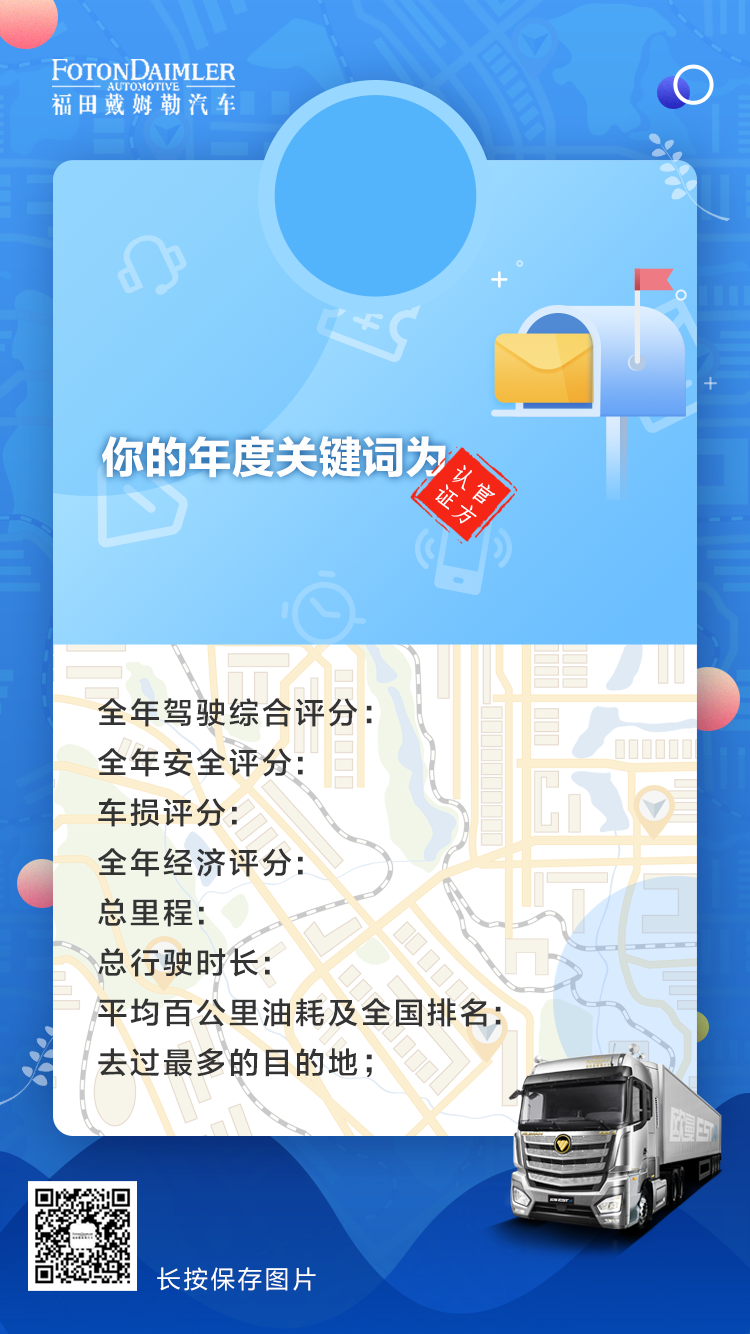 FOTONDAIMLER
AUTOMOTIVE
福田戴姆勒汽车
你的年度关键词为
官方
认证
全年驾驶综合评分：
全年安全评分：
车损评分：
全年经济评分：
总里程：
总行驶时长：
平均百公里油耗及全国排名：
去过最多的目的地；
欧曼EST
长按保存图片